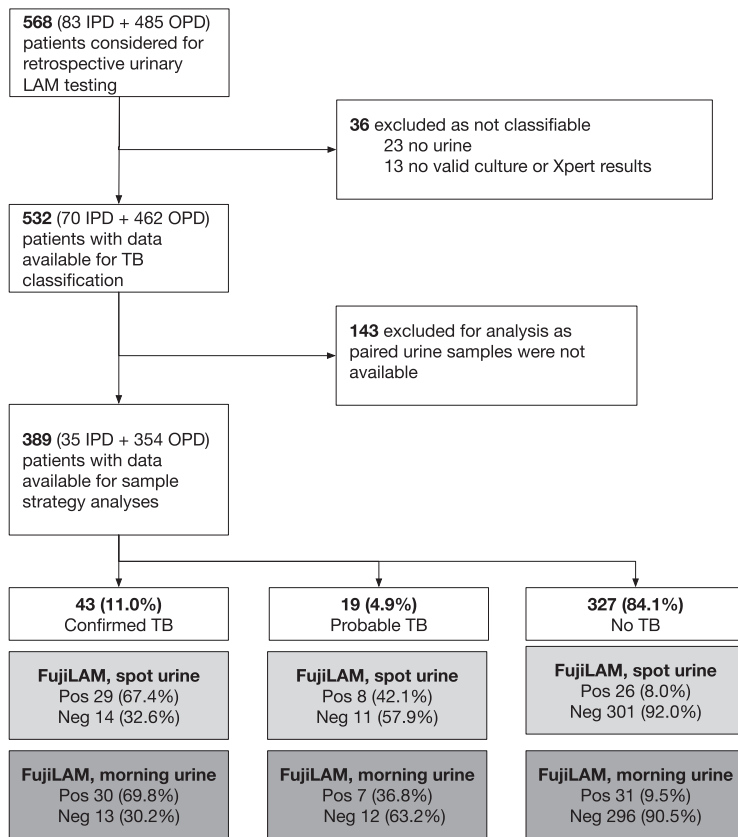 568 (83 IPD + 485 OPD)
patients considered for
retrospective urinary
LAM testing
36 excluded as not classifiable
23 no urine
13 no valid culture or Xpert results
532 (70 IPD + 462 OPD)
patients with data
available for TB
classification
143 excluded for analysis as
paired urine samples were not
available
389 (35 IPD + 354 OPD)
patients with data
available for sample
strategy analyses
43 (11.0%)
Confirmed TB
19 (4.9%)
Probable TB
327 (84.1%)
No TB
FujiLAM, spot urine
Pos 29 (67.4%)
Neg 14 (32.6%)
FujiLAM, spot urine
Pos 8 (42.1%)
Neg 11 (57.9%)
FujiLAM, spot urine
Pos 26 (8.0%)
Neg 301 (92.0%)
FujiLAM, morning urine
Pos 30 (69.8%)
Neg 13 (30.2%)
FujiLAM, morning urine
Pos 7 (36.8%)
Neg 12 (63.2%)
FujiLAM, morning urine
Pos 31 (9.5%)
Neg 296 (90.5%)